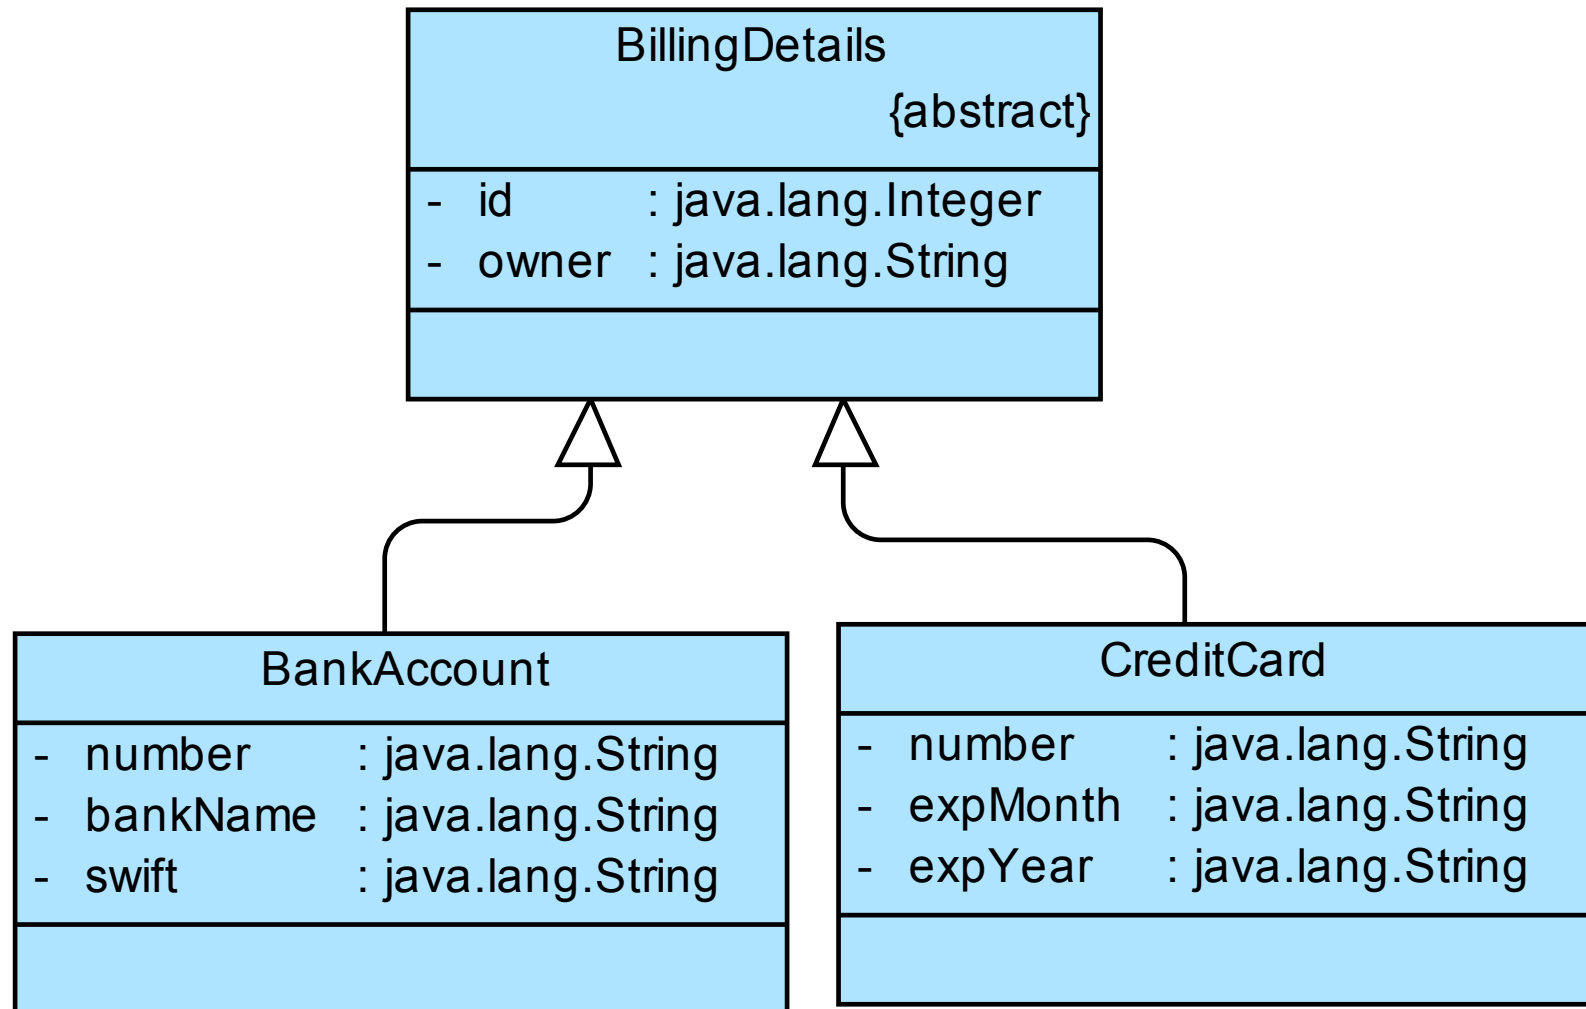 BillingDetails
{abstract}
- id : java.lang.Integer
- owner : java.lang.String
BankAccount
- number : java.lang.String
- bankName : java.lang.String
- swift : java.lang.String
CreditCard
- number : java.lang.String
- expMonth : java.lang.String
- expYear : java.lang.String